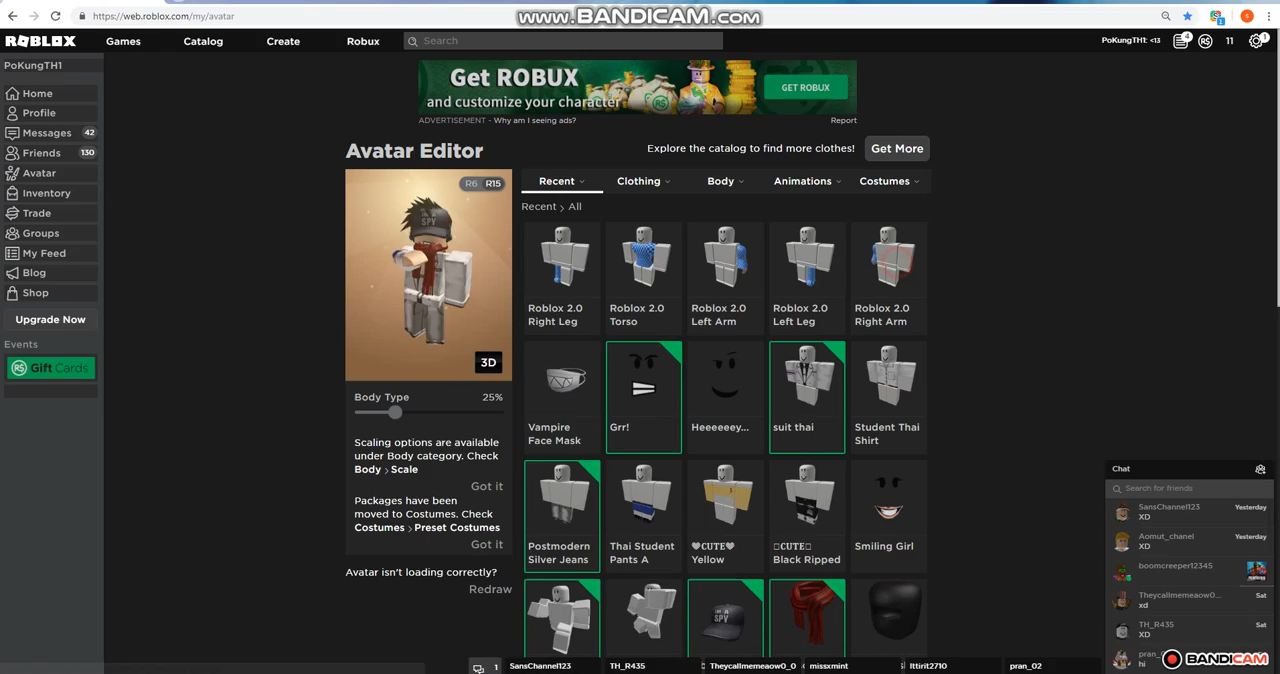 https://web.roblox.com/my/avatar
www.BANDICAM.com
ROBLOX
Games
Catalog
Create
Robux
Search
PoKungTH1: <13
4
11
1
PoKungTH1
Home
Profile
Messages 42
Friends 130
Avatar
Inventory
Trade
Groups
My Feed
Blog
Shop
Upgrade Now
Events
Gift Cards
Get ROBUX
and customize your character
GET ROBUX
ADVERTISEMENT - Why am I seeing ads?
Report
Avatar Editor
Explore the catalog to find more clothes!
Get More
R6 R15
3D
Body Type 25%
Scaling options are available
under Body category. Check
Body > Scale
Got it
Packages have been
moved to Costumes. Check
Costumes > Preset Costumes
Got it
Avatar isn't loading correctly?
Redraw
Recent
Clothing
Body
Animations
Costumes
Recent > All
Roblox 2.0
Right Leg
Roblox 2.0
Torso
Roblox 2.0
Left Arm
Roblox 2.0
Left Leg
Roblox 2.0
Right Arm
Vampire
Face Mask
Grr!
Heeeeeey...
suit thai
Student Thai
Shirt
Postmodern
Silver Jeans
Thai Student
Pants A
♥CUTE♥
Yellow
CUTE
Black Ripped
Smiling Girl
I'M A
SPY
Chat
Search for friends
SansChannel123 Yesterday
XD
Aomut_chanel Yesterday
XD
boomcreeper12345
Theycallmemeaow0... Sat
xd
TH_R435 Sat
XD
hi
BANDICAM
1
SansChannel123
TH_R435
Theycallmemeaow0_0
missxmint
Ittirit2710
pran_02